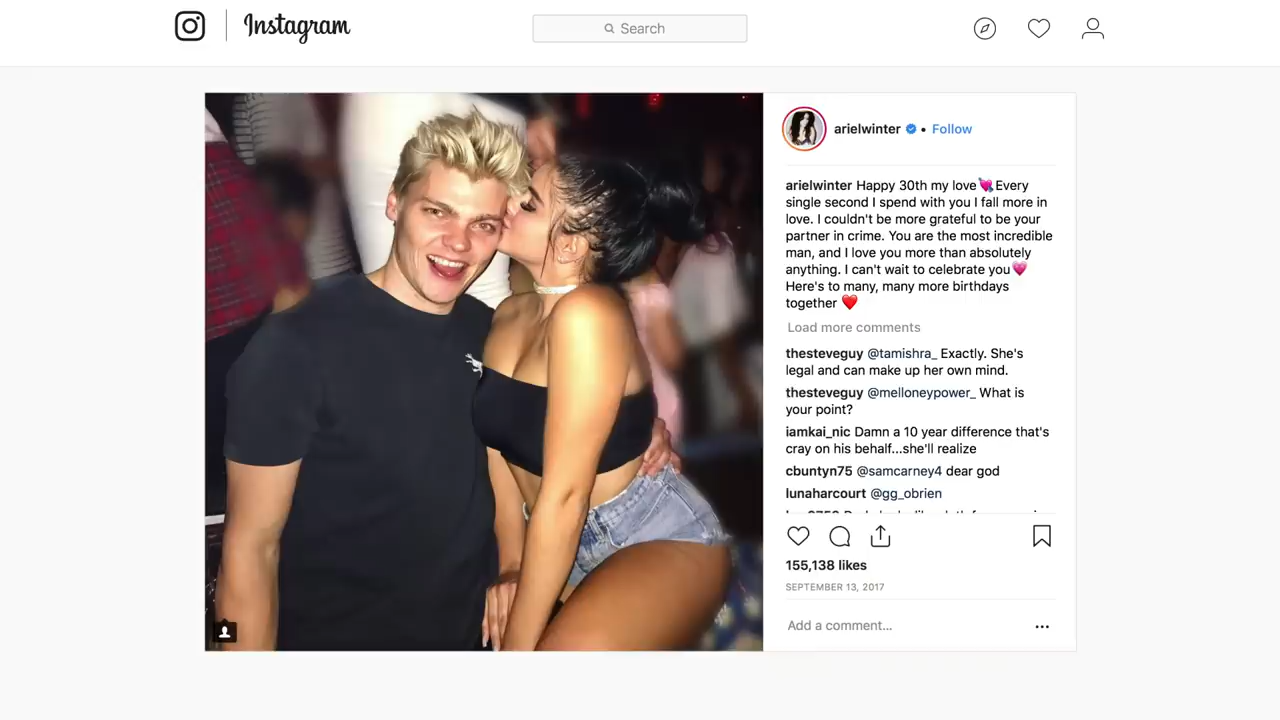 Instagram
Search
arielwinter • Follow
arielwinter Happy 30th my love💘Every
single second I spend with you I fall more in
love. I couldn't be more grateful to be your
partner in crime. You are the most incredible
man, and I love you more than absolutely
anything. I can't wait to celebrate you💗
Here's to many, many more birthdays
together ❤️
Load more comments
thesteveguy @tamishra_ Exactly. She's
legal and can make up her own mind.
thesteveguy @melloneypower_ What is
your point?
iamkai_nic Damn a 10 year difference that's
cray on his behalf...she'll realize
cbuntyn75 @samcarney4 dear god
lunaharcourt @gg_obrien
155,138 likes
SEPTEMBER 13, 2017
Add a comment...